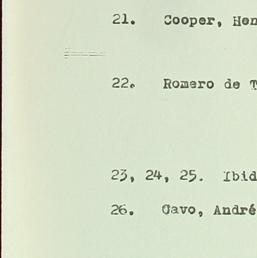 21. Cooper, Hen
22. Romero de T
23, 24, 25. Ibid
26. Cavo, André